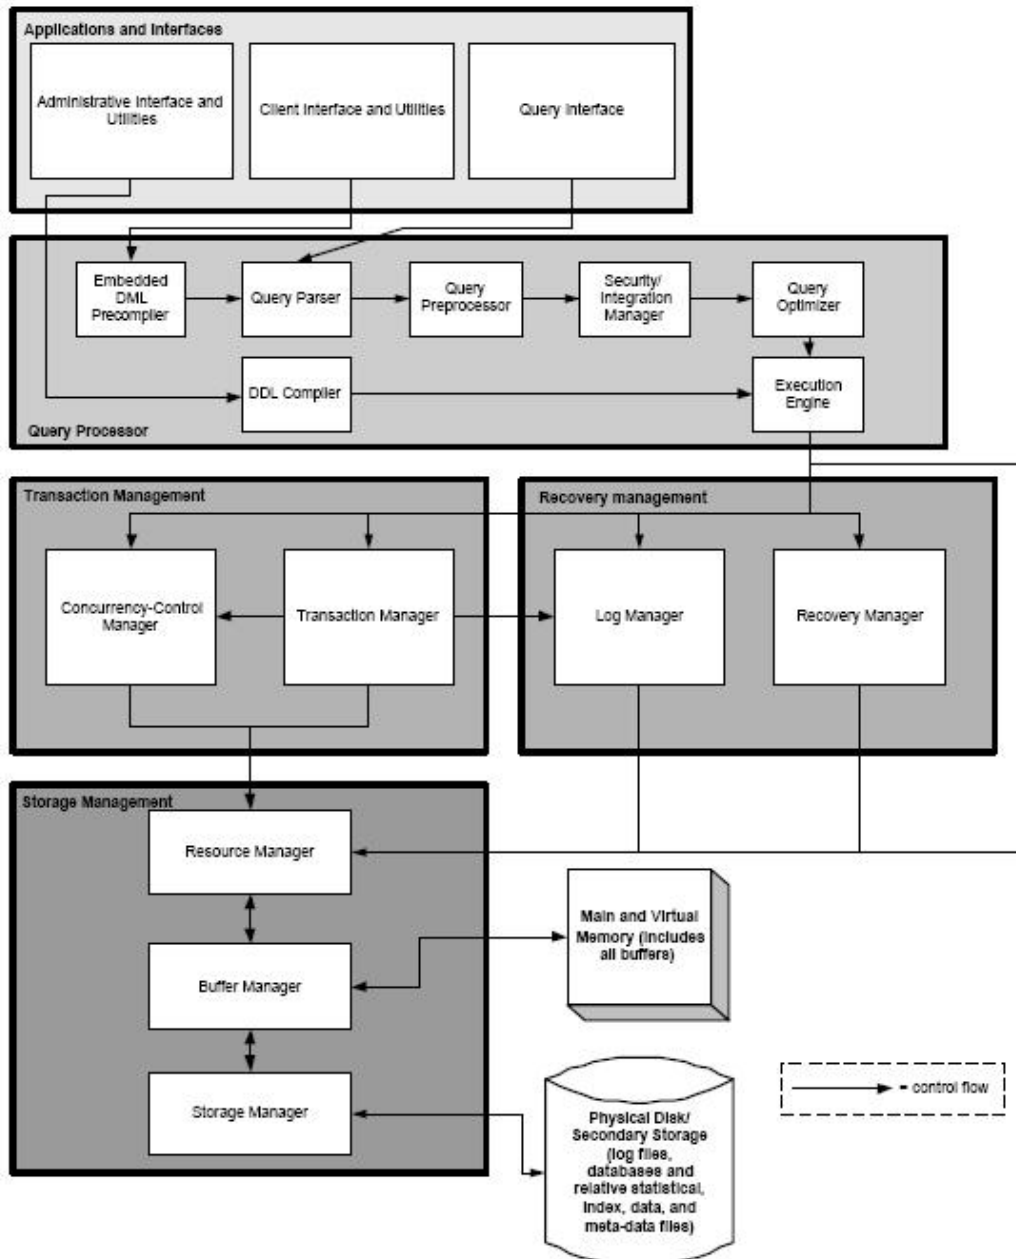 Applications and Interfaces
Administrative Interface and
Utilities
Client Interface and Utilities
Query Interface
Embedded
DML
Precompiler
Query Parser
Query
Preprocessor
Security/
Integration
Manager
Query
Optimizer
DDL Compiler
Execution
Engine
Query Processor
Transaction Management
Recovery management
Concurrency-Control
Manager
Transaction Manager
Log Manager
Recovery Manager
Storage Management
Resource Manager
Main and Virtual
Memory (includes
all buffers)
Buffer Manager
Storage Manager
= control flow
Physical Disk/
Secondary Storage
(log files,
databases and
relative statistical,
index, data, and
meta-data files)